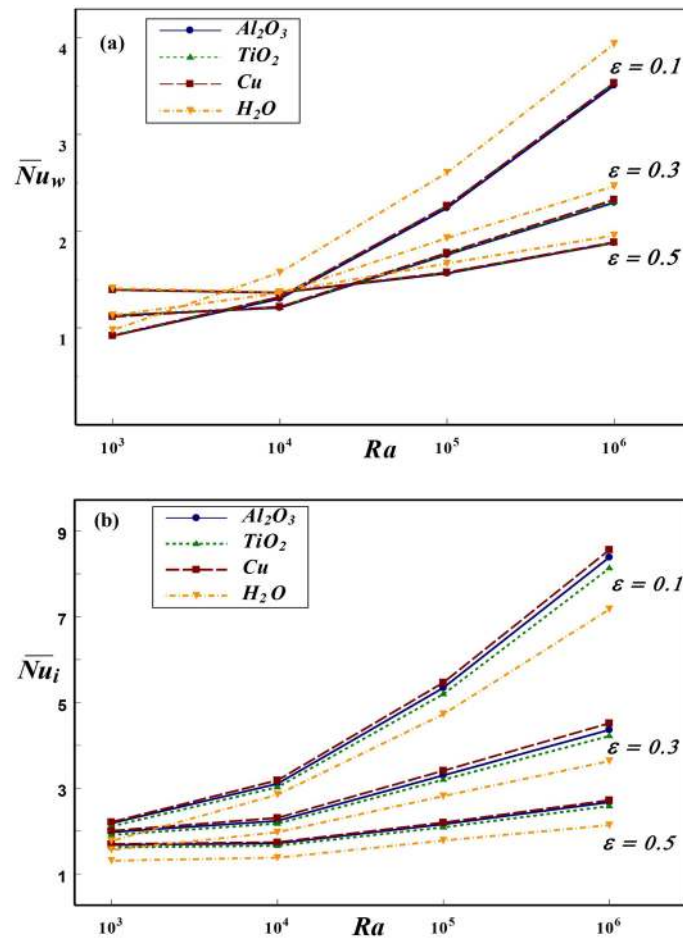 (a)
Al₂O₃
TiO₂
Cu
H₂O
4
3
2
1
N̅u̅w
ε = 0.1
ε = 0.3
ε = 0.5
10³
10⁴
10⁵
10⁶
Ra
(b)
Al₂O₃
TiO₂
Cu
H₂O
9
7
5
3
1
N̅u̅i
ε = 0.1
ε = 0.3
ε = 0.5
10³
10⁴
10⁵
10⁶
Ra